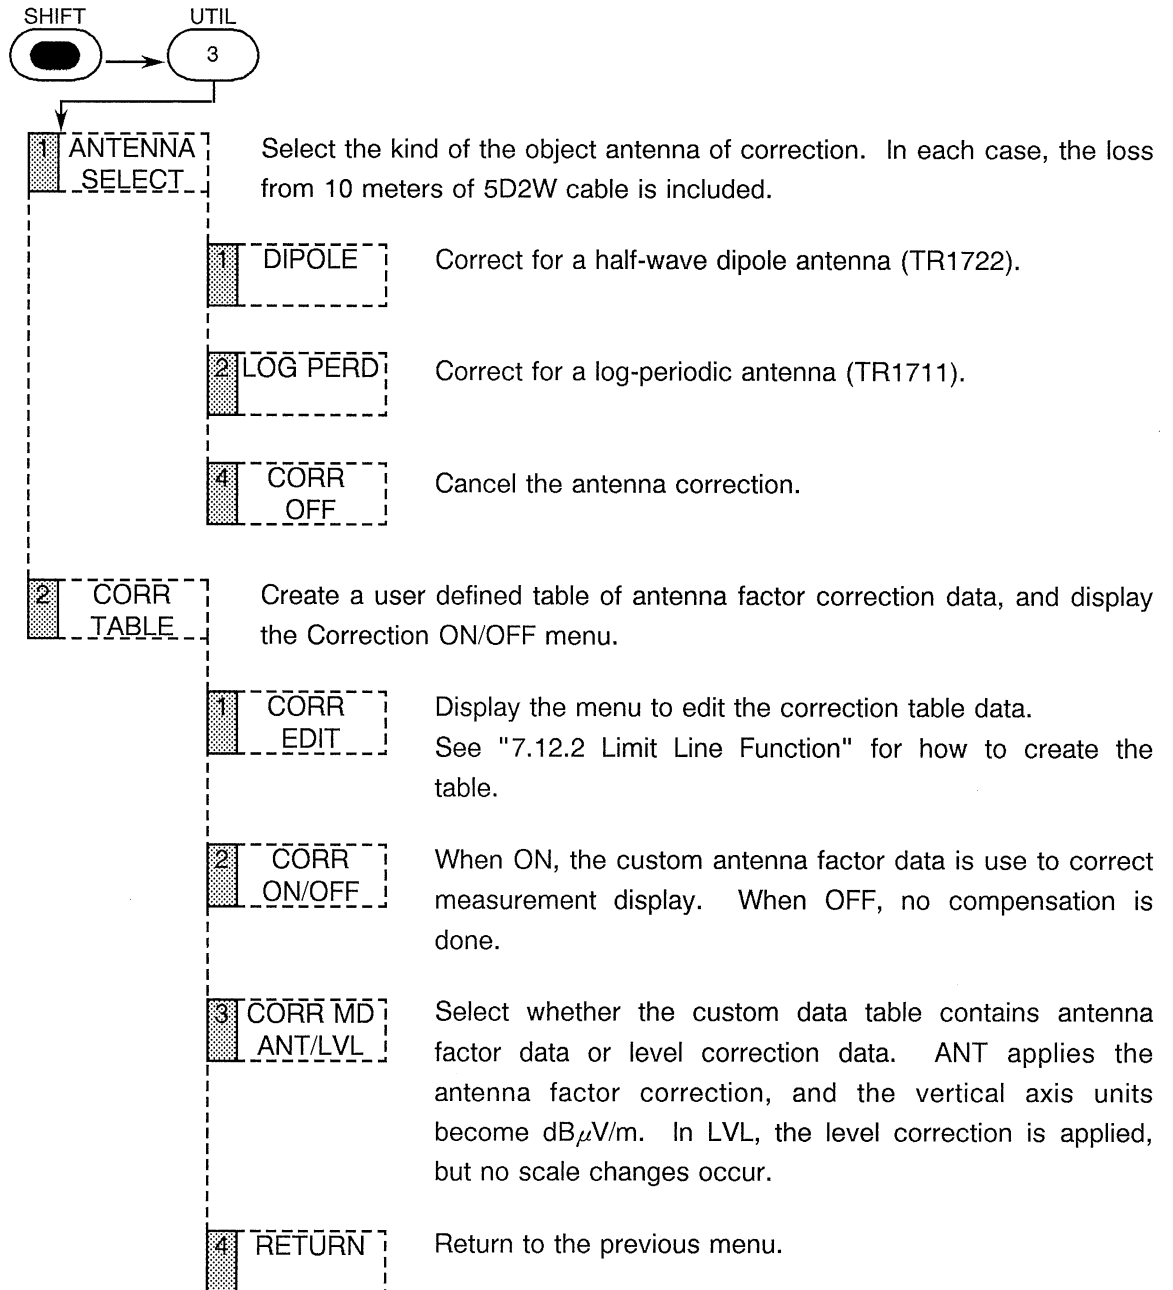 SHIFT UTIL
3
1 ANTENNA
SELECT
Select the kind of the object antenna of correction. In each case, the loss
from 10 meters of 5D2W cable is included.
1 DIPOLE
Correct for a half-wave dipole antenna (TR1722).
2 LOG PERD
Correct for a log-periodic antenna (TR1711).
4 CORR
OFF
Cancel the antenna correction.
2 CORR
TABLE
Create a user defined table of antenna factor correction data, and display
the Correction ON/OFF menu.
1 CORR
EDIT
Display the menu to edit the correction table data.
See "7.12.2 Limit Line Function" for how to create the
table.
2 CORR
ON/OFF
When ON, the custom antenna factor data is use to correct
measurement display. When OFF, no compensation is
done.
3 CORR MD
ANT/LVL
Select whether the custom data table contains antenna
factor data or level correction data. ANT applies the
antenna factor correction, and the vertical axis units
become dBµV/m. In LVL, the level correction is applied,
but no scale changes occur.
4 RETURN
Return to the previous menu.